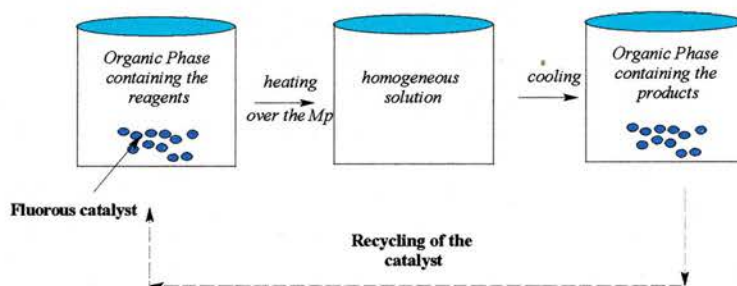 Organic Phase
containing the
reagents
heating
over the Mp
homogeneous
solution
cooling
Organic Phase
containing the
products
Fluorous catalyst
Recycling of the
catalyst